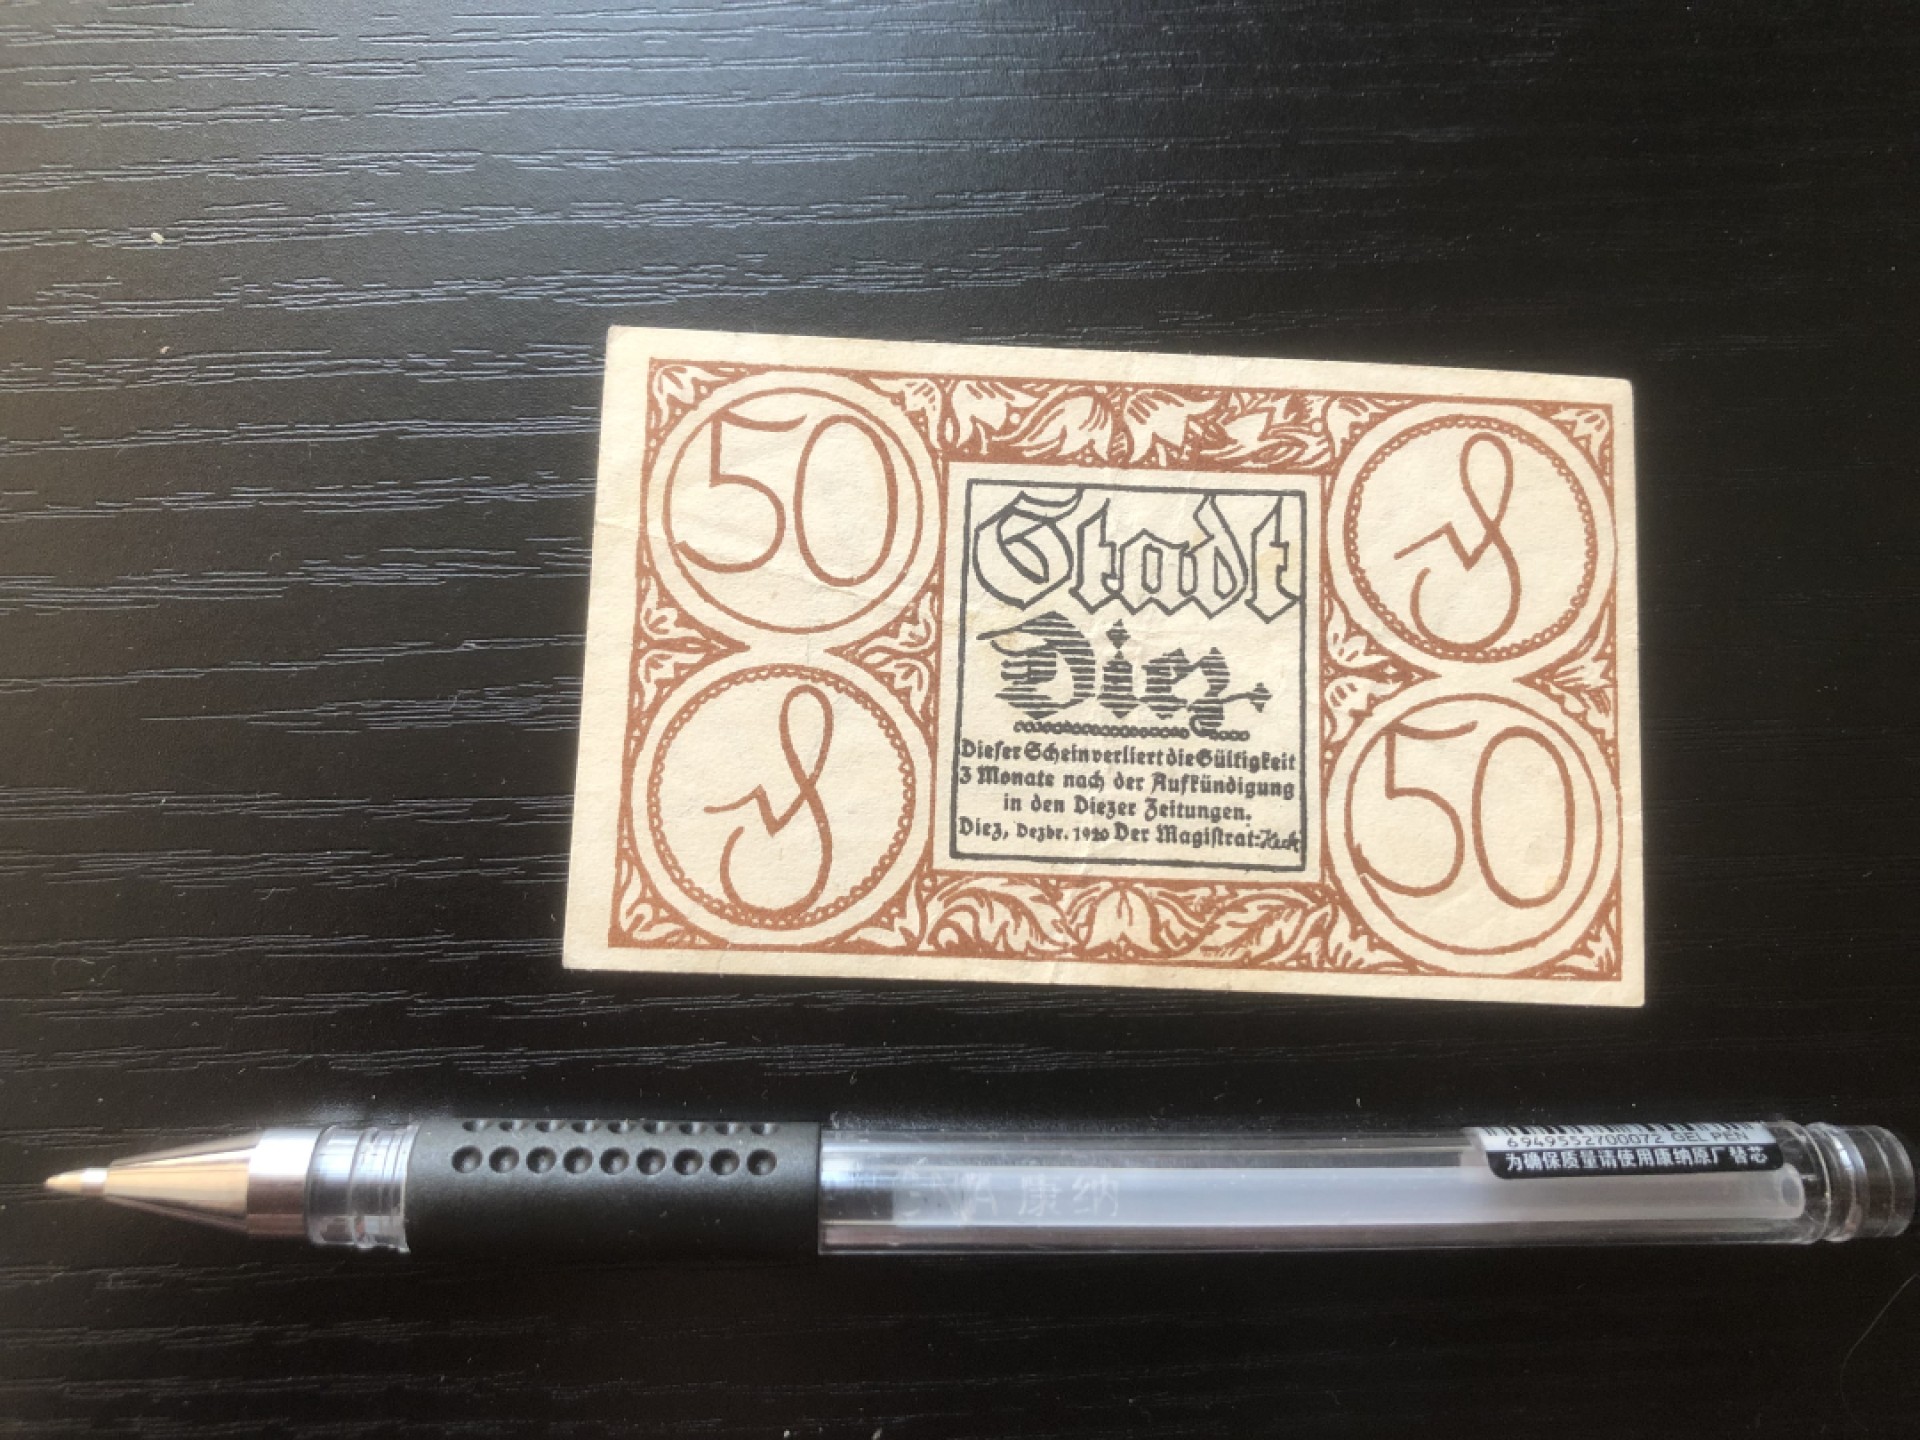 50
₰
Stadt
Diez
Dieser Schein verliert die Gültigkeit
3 Monate nach der Aufkündigung
in den Diezer Zeitungen.
Diez, Dezbr. 1920 Der Magistrat: Heck
₰
50
6949552700072 GEL PEN
为确保质量请使用康纳原厂替芯
康纳